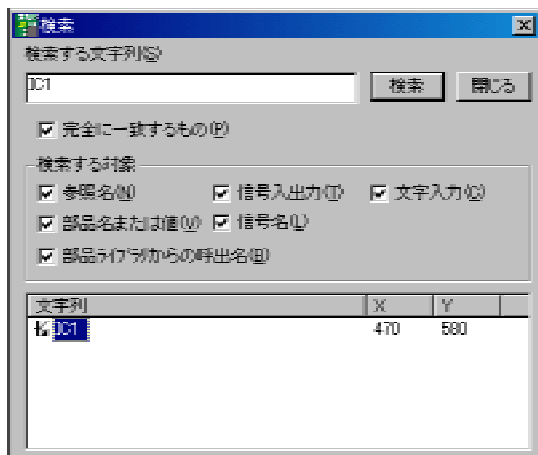 検索
検索する文字列(S)
IC1
検索
閉じる
完全に一致するもの(P)
検索する対象
参照名(N) 信号入出力(T) 文字入力(C)
部品名または値(V) 信号名(L)
部品ライブラリからの呼出名(B)
文字列 X Y
IC1 470 580